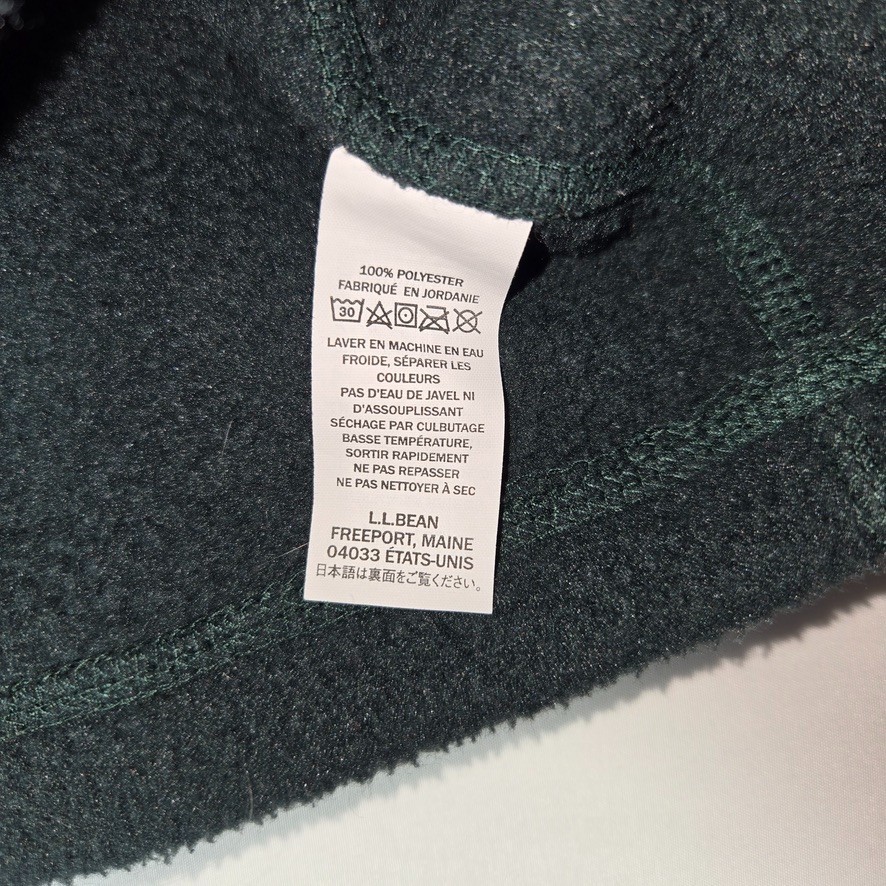 100% POLYESTER
FABRIQUÉ EN JORDANIE
30
LAVER EN MACHINE EN EAU
FROIDE, SÉPARER LES
COULEURS
PAS D'EAU DE JAVEL NI
D'ASSOUPLISSANT
SÉCHAGE PAR CULBUTAGE
BASSE TEMPÉRATURE,
SORTIR RAPIDEMENT
NE PAS REPASSER
NE PAS NETTOYER À SEC
L.L.BEAN
FREEPORT, MAINE
04033 ÉTATS-UNIS
日本語は裏面をご覧ください。